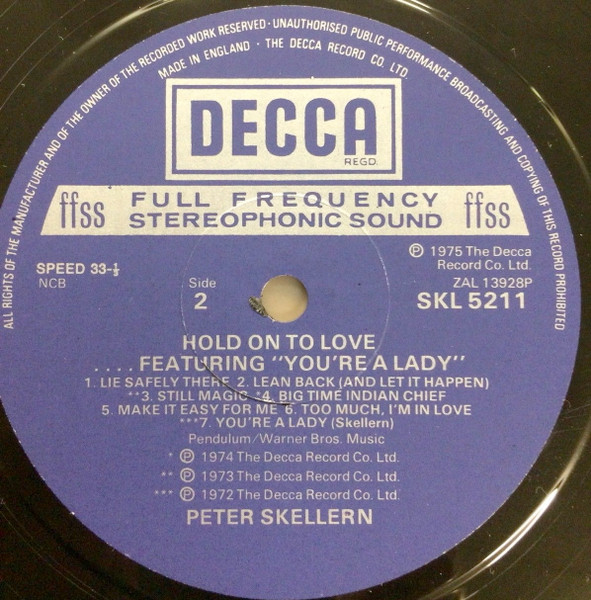 ALL RIGHTS OF THE MANUFACTURER AND OF THE OWNER OF THE RECORDED WORK RESERVED · UNAUTHORISED PUBLIC PERFORMANCE BROADCASTING AND COPYING OF THIS RECORD PROHIBITED
MADE IN ENGLAND · THE DECCA RECORD CO. LTD.
DECCA
REGD.
ffss FULL FREQUENCY STEREOPHONIC SOUND ffss
℗ 1975 The Decca
Record Co. Ltd.
SPEED 33-⅓
NCB
Side
2
ZAL 13928P
SKL 5211
HOLD ON TO LOVE
. . . . FEATURING "YOU'RE A LADY"
1. LIE SAFELY THERE 2. LEAN BACK (AND LET IT HAPPEN)
**3. STILL MAGIC *4. BIG TIME INDIAN CHIEF
5. MAKE IT EASY FOR ME 6. TOO MUCH, I'M IN LOVE
***7. YOU'RE A LADY (Skellern)
Pendulum/Warner Bros. Music
* ℗ 1974 The Decca Record Co. Ltd.
** ℗ 1973 The Decca Record Co. Ltd.
*** ℗ 1972 The Decca Record Co. Ltd.
PETER SKELLERN